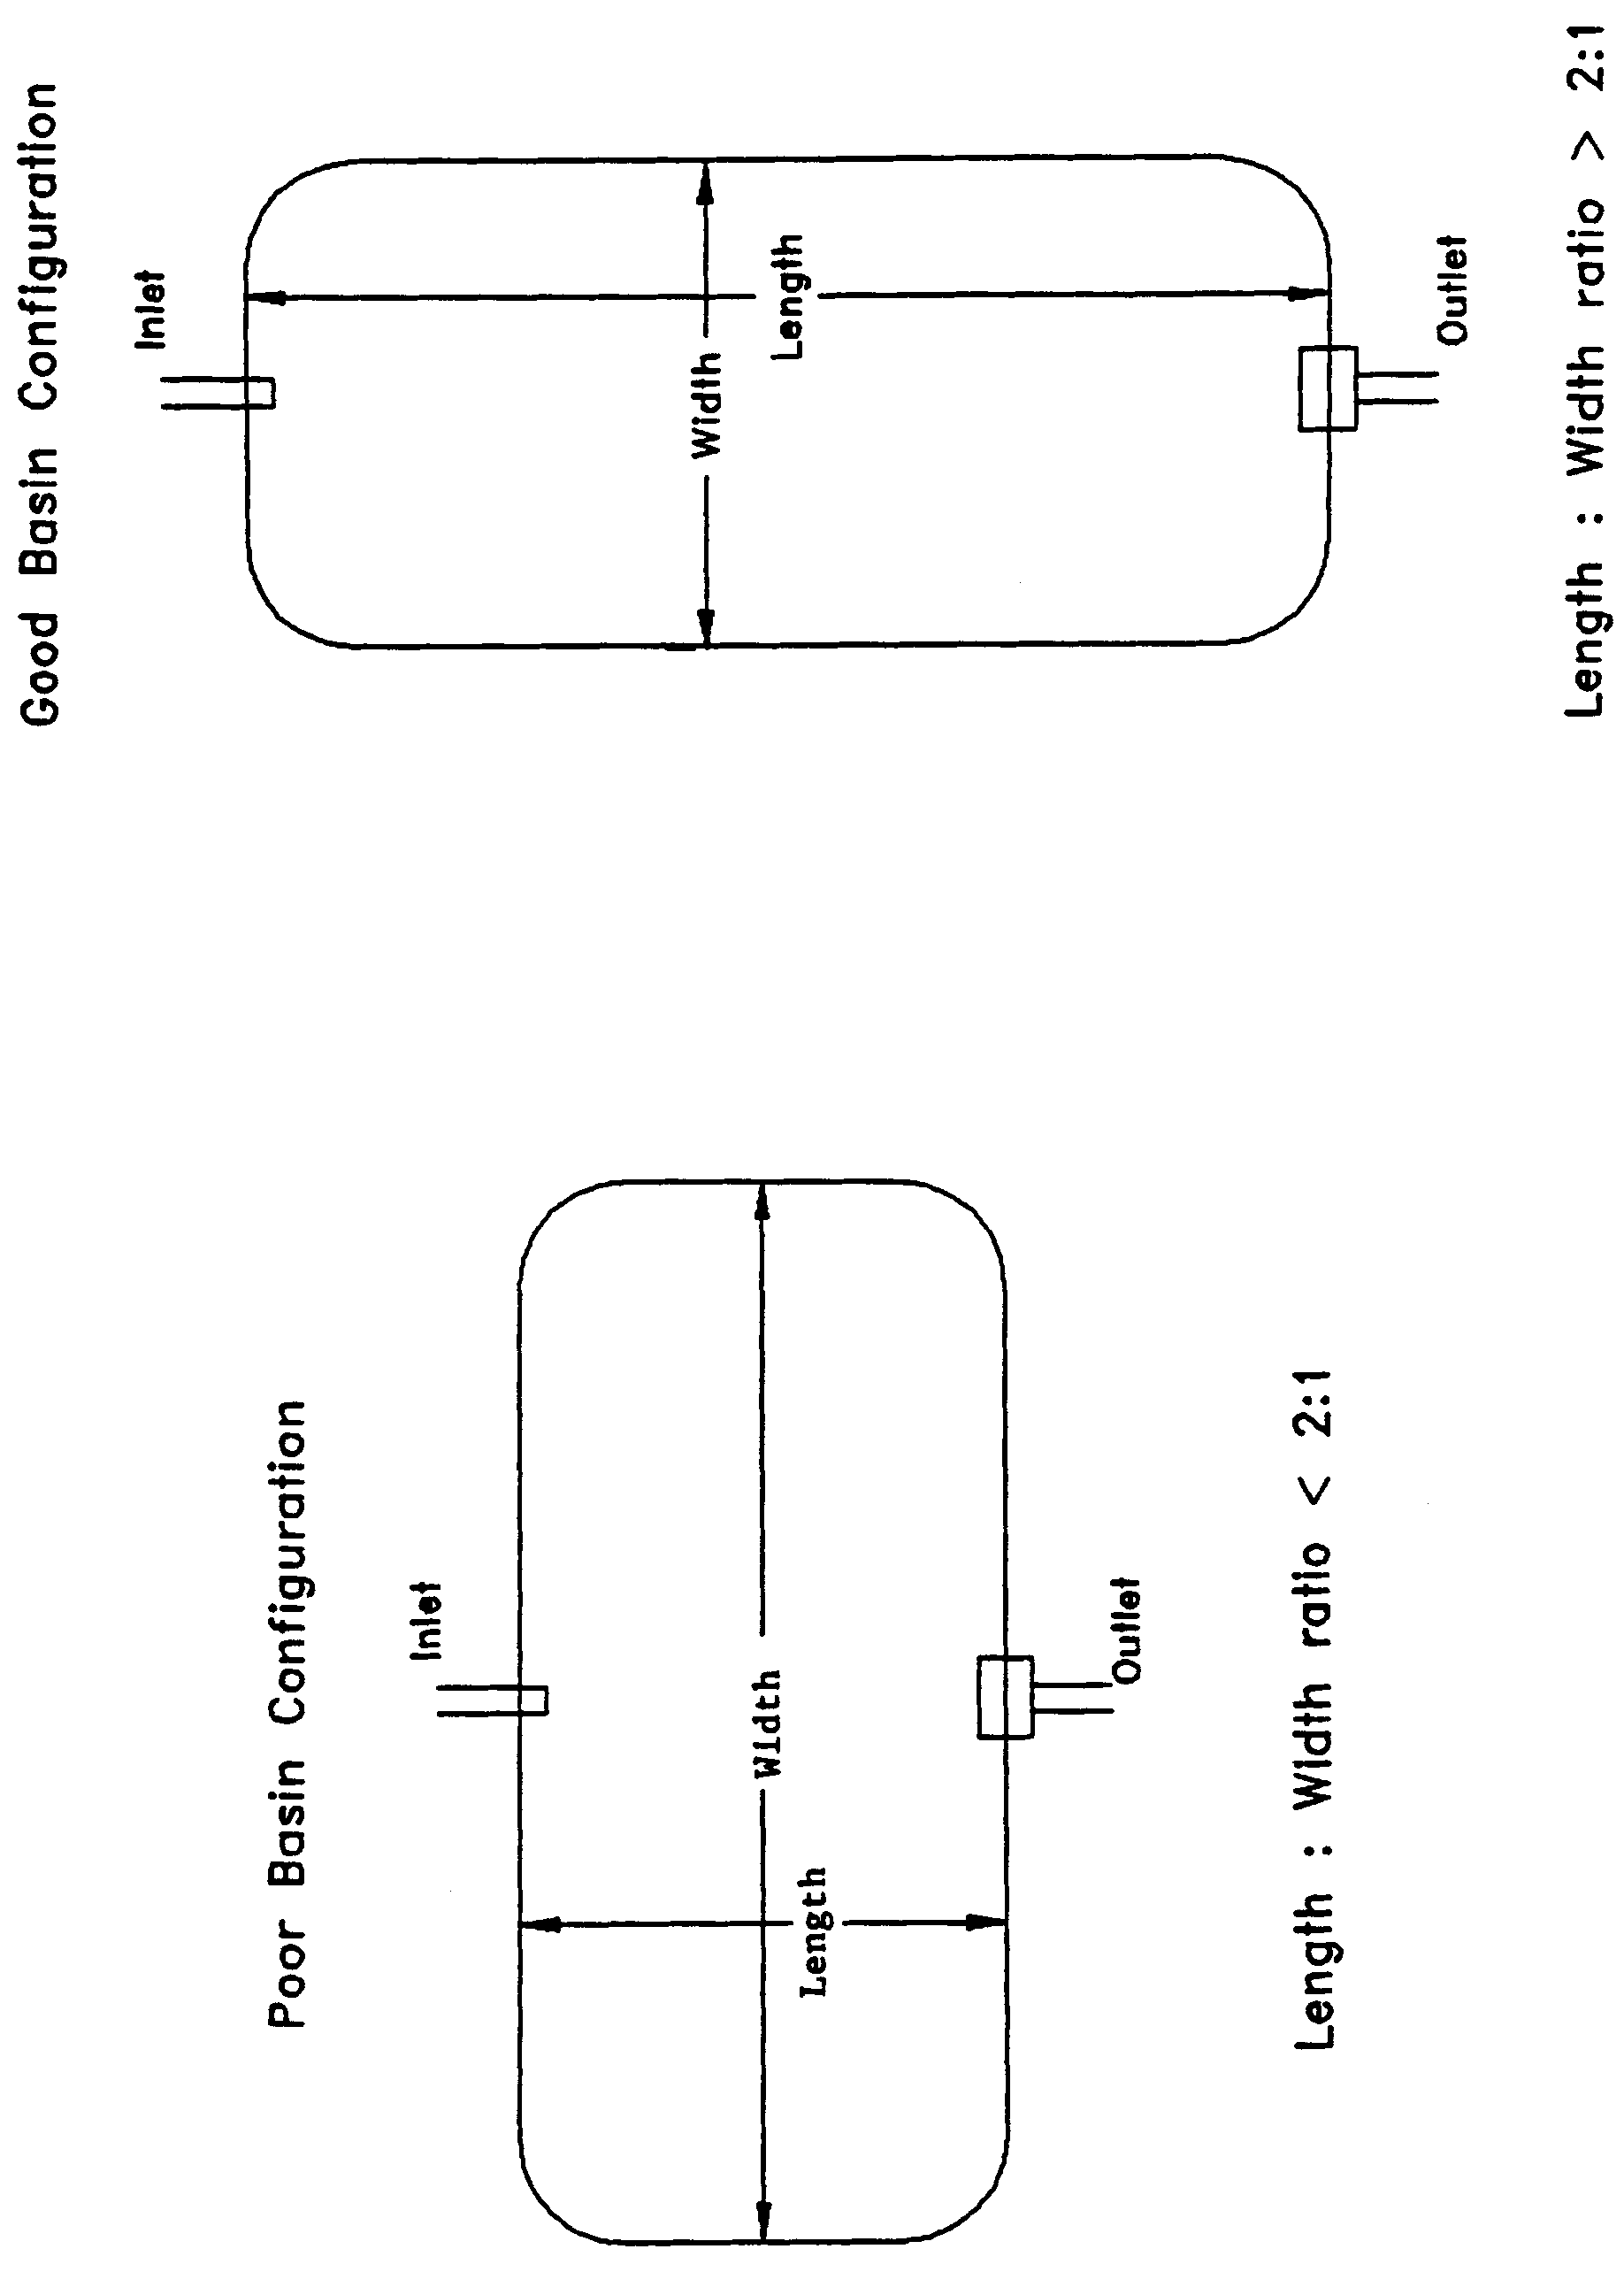 Poor Basin Configuration
Inlet
Width
Length
Outlet
Length : Width ratio < 2:1
Good Basin Configuration
Inlet
Width
Length
Outlet
Length : Width ratio > 2:1